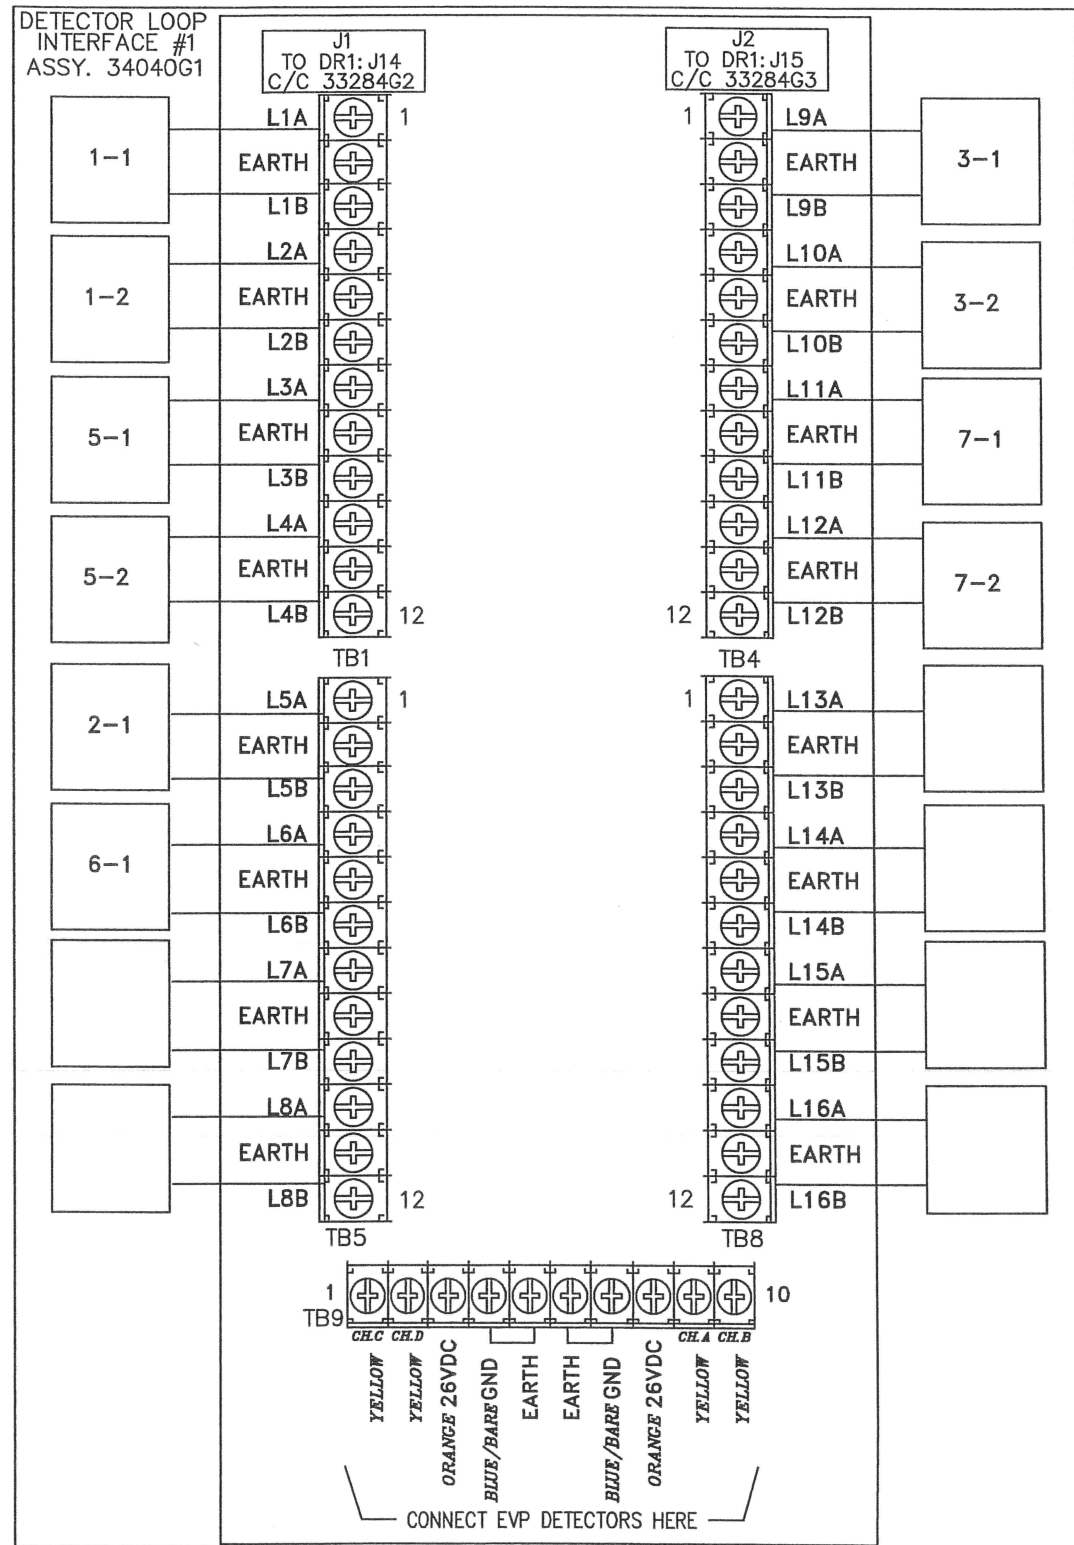 DETECTOR LOOP
INTERFACE #1
ASSY. 34040G1
J1
TO DR1:J14
C/C 33284G2
J2
TO DR1:J15
C/C 33284G3
L1A 1
1-1
EARTH
L1B
L2A
1-2
EARTH
L2B
L3A
5-1
EARTH
L3B
L4A
5-2
EARTH
L4B 12
TB1
L5A 1
2-1
EARTH
L5B
L6A
6-1
EARTH
L6B
L7A
EARTH
L7B
L8A
EARTH
L8B 12
TB5
1 L9A
EARTH
3-1
L9B
L10A
EARTH
3-2
L10B
L11A
EARTH
7-1
L11B
L12A
EARTH
7-2
12 L12B
TB4
1 L13A
EARTH
L13B
L14A
EARTH
L14B
L15A
EARTH
L15B
L16A
EARTH
12 L16B
TB8
1 10
TB9
CH.C CH.D CH.A CH.B
YELLOW
YELLOW
ORANGE 26VDC
BLUE/BARE GND
EARTH
EARTH
BLUE/BARE GND
ORANGE 26VDC
YELLOW
YELLOW
CONNECT EVP DETECTORS HERE